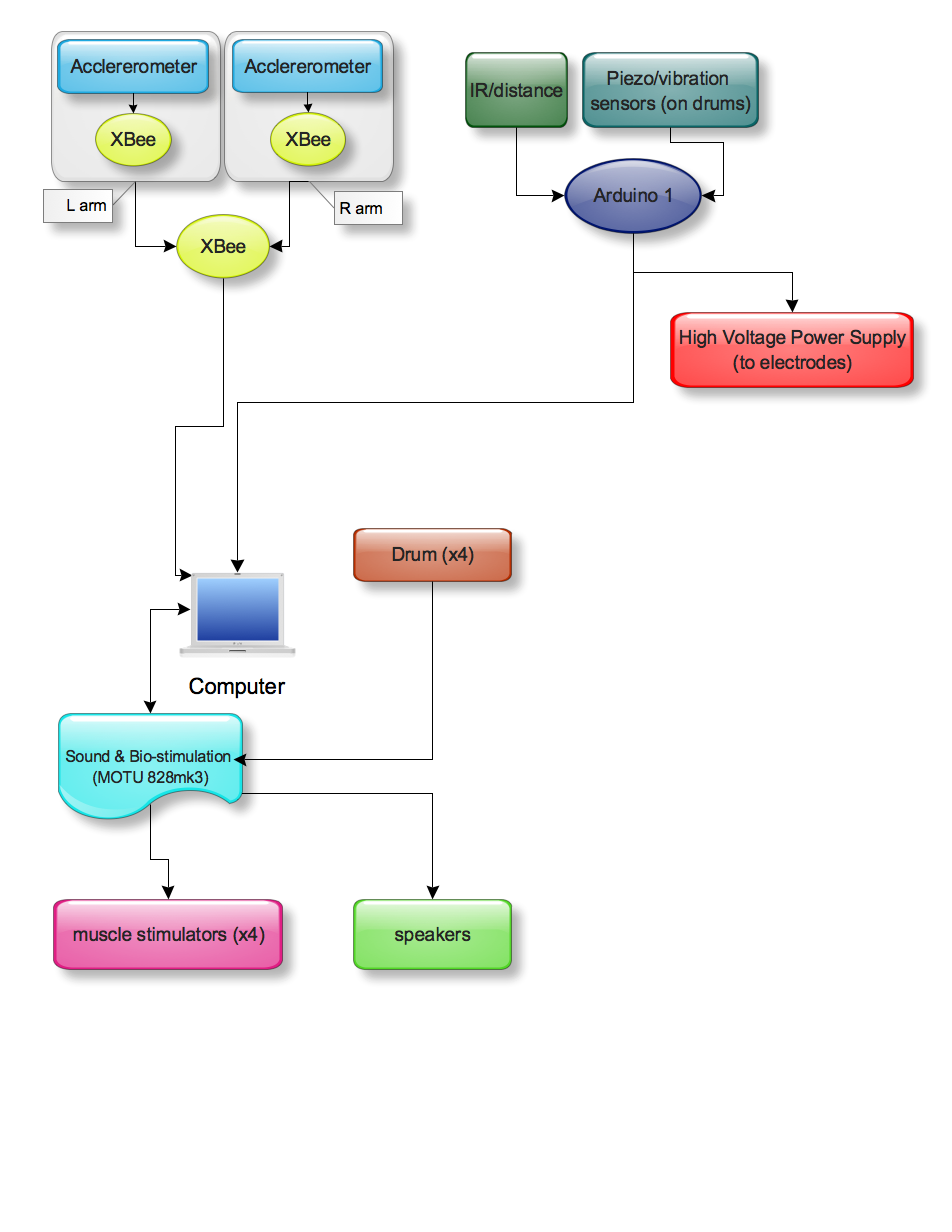 Acclererometer
Acclererometer
XBee
XBee
L arm
R arm
XBee
IR/distance
Piezo/vibration
sensors (on drums)
Arduino 1
High Voltage Power Supply
(to electrodes)
Drum (x4)
Computer
Sound & Bio-stimulation
(MOTU 828mk3)
muscle stimulators (x4)
speakers